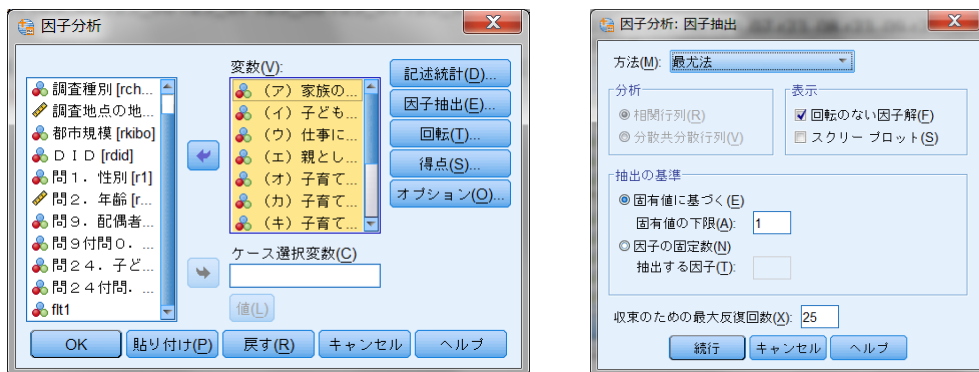 因子分析
変数(V):
調査種別 [rch...
調査地点の地...
都市規模 [rkibo]
ＤＩＤ [rdid]
問１．性別 [r1]
問２．年齢 [r...
問９．配偶者...
問９付問０．...
問２４．子ど...
問２４付問．...
flt1
（ア）家族の...
（イ）子ども...
（ウ）仕事に...
（エ）親とし...
（オ）子育て...
（カ）子育て...
（キ）子育て...
ケース選択変数(C)
値(L)
記述統計(D)...
因子抽出(E)...
回転(T)...
得点(S)...
オプション(O)...
OK
貼り付け(P)
戻す(R)
キャンセル
ヘルプ
因子分析: 因子抽出
方法(M): 最尤法
分析
相関行列(R)
分散共分散行列(V)
表示
回転のない因子解(F)
スクリー プロット(S)
抽出の基準
固有値に基づく(E)
固有値の下限(A): 1
因子の固定数(N)
抽出する因子(T):
収束のための最大反復回数(X): 25
続行
キャンセル
ヘルプ